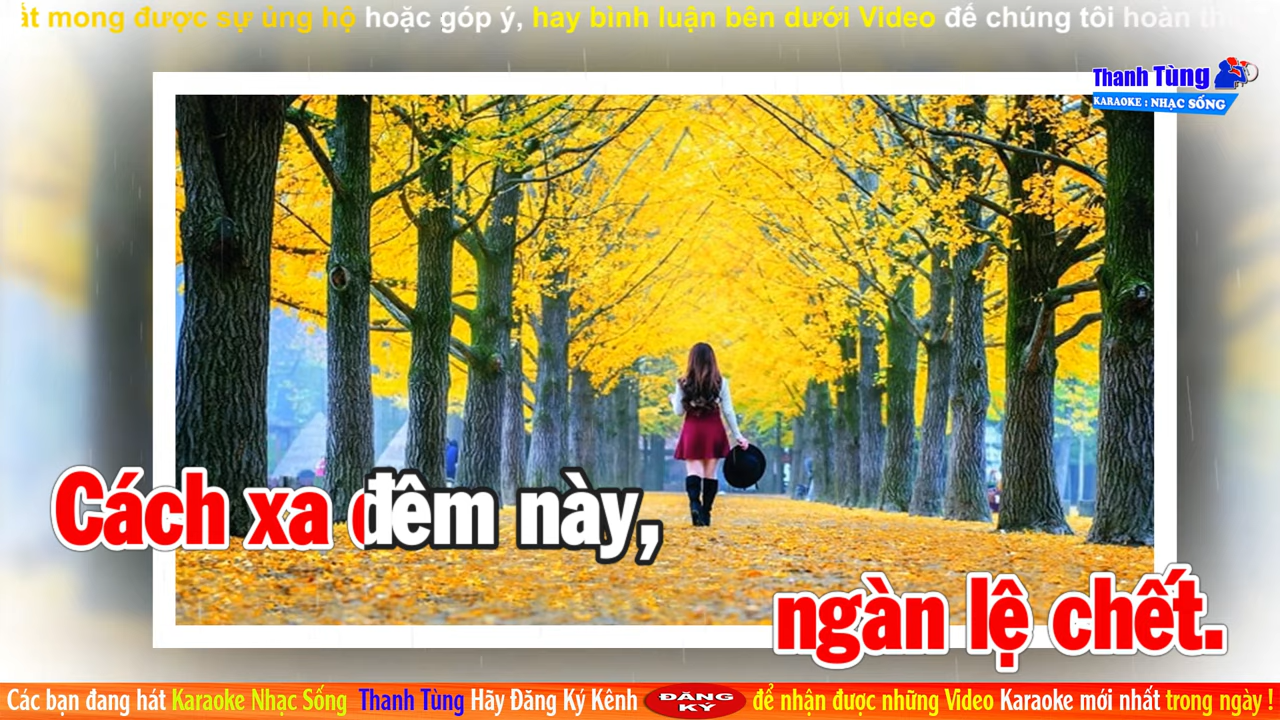 mong được sự ủng hộ hoặc góp ý, hay bình luận bên dưới Video để chúng tôi hoàn
Thanh Tùng
KARAOKE : NHẠC SỐNG
Cách xa đêm này,
ngàn lệ chết.
Các bạn đang hát Karaoke Nhạc Sống Thanh Tùng Hãy Đăng Ký Kênh ĐĂNG KÝ để nhận được những Video Karaoke mới nhất trong ngày !